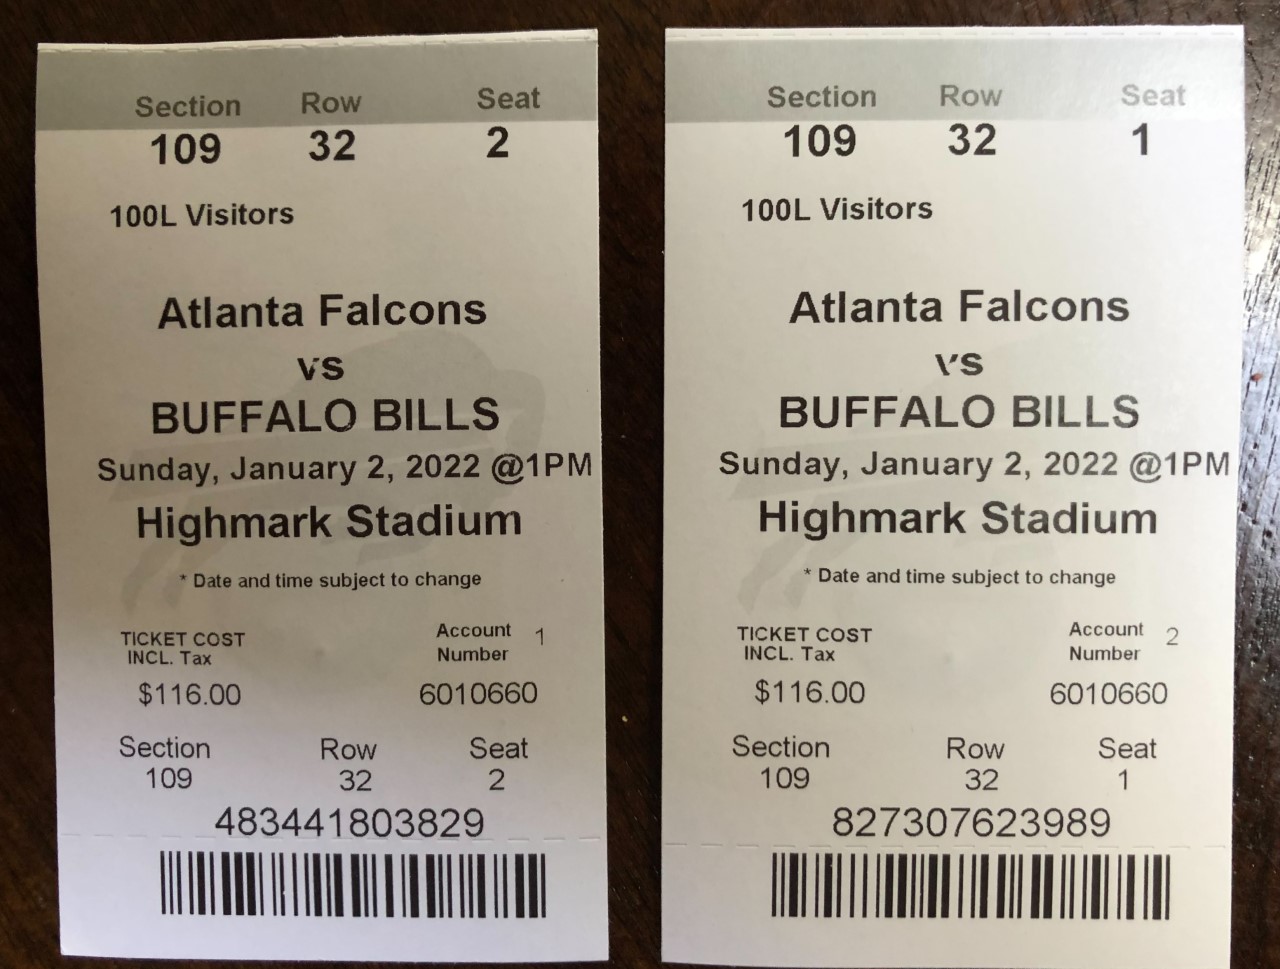 Section Row Seat
109 32 2
100L Visitors
Atlanta Falcons
vs
BUFFALO BILLS
Sunday, January 2, 2022 @1PM
Highmark Stadium
* Date and time subject to change
TICKET COST
INCL. Tax
Account 1
Number
$116.00 6010660
Section Row Seat
109 32 2
483441803829
Section Row Seat
109 32 1
100L Visitors
Atlanta Falcons
vs
BUFFALO BILLS
Sunday, January 2, 2022 @1PM
Highmark Stadium
* Date and time subject to change
TICKET COST
INCL. Tax
Account 2
Number
$116.00 6010660
Section Row Seat
109 32 1
827307623989